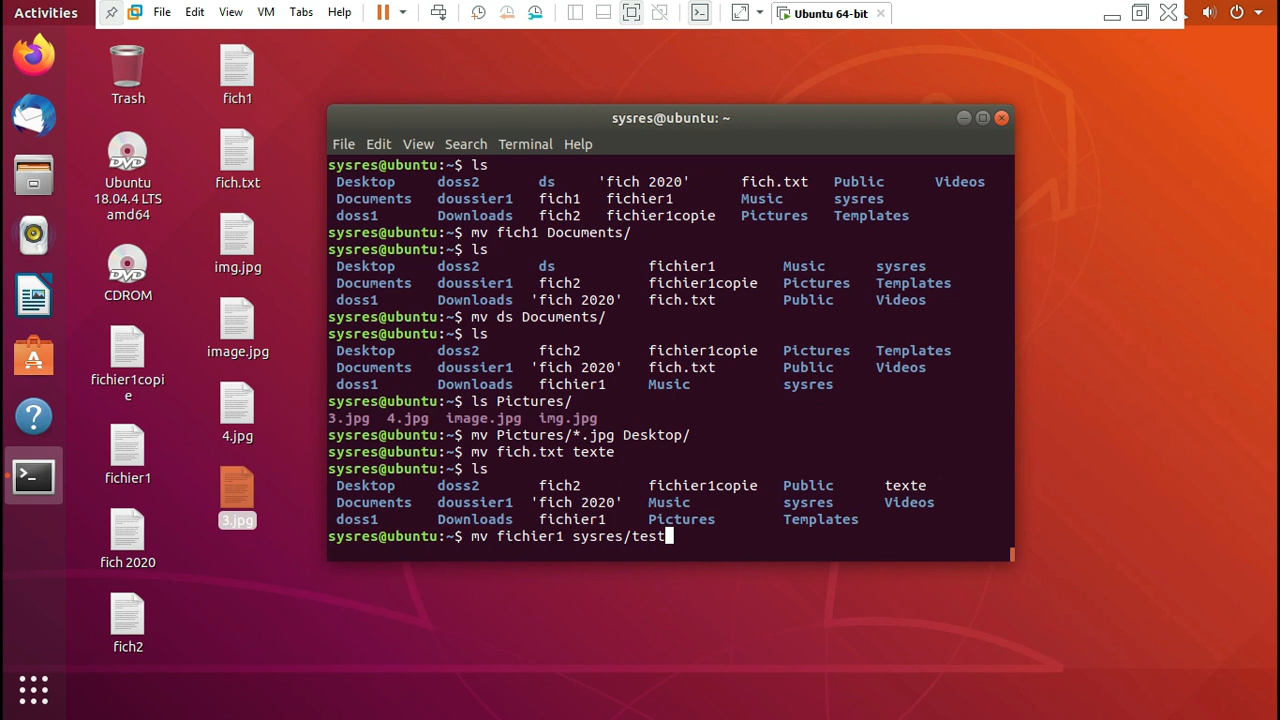 Activities
File Edit View VM Tabs Help
Ubuntu 64-bit
Trash
fich1
Ubuntu
18.04.4 LTS
amd64
fich.txt
img.jpg
CDROM
fichier1copi
e
image.jpg
4.jpg
fichier1
3.jpg
fich 2020
fich2
sysres@ubuntu: ~
File Edit View Search Terminal Help
sysres@ubuntu:~$ ls
Desktop doss2 ds 'fich 2020' fich.txt Public Videos
Documents doussier1 fich1 fichier1 Music sysres
doss1 Downloads fich2 fichier1copie Pictures Templates
sysres@ubuntu:~$ mv fich1 Documents/
sysres@ubuntu:~$ ls
Desktop doss2 ds fichier1 Music sysres
Documents doussier1 fich2 fichier1copie Pictures Templates
doss1 Downloads 'fich 2020' fich.txt Public Videos
sysres@ubuntu:~$ mv ds/ Documents/
sysres@ubuntu:~$ ls
Desktop doss2 fich2 fichier1copie Pictures Templates
Documents doussier1 'fich 2020' fich.txt Public Videos
doss1 Downloads fichier1 Music sysres
sysres@ubuntu:~$ ls Pictures/
3.jpg 4.jpg image.jpg img.jpg
sysres@ubuntu:~$ mv Pictures/*.jpg Desktop/
sysres@ubuntu:~$ mv fich.txt texte
sysres@ubuntu:~$ ls
Desktop doss2 fich2 fichier1copie Public texte
Documents doussier1 'fich 2020' Music sysres Videos
doss1 Downloads fichier1 Pictures Templates
sysres@ubuntu:~$ mv fichier1 sysres/test